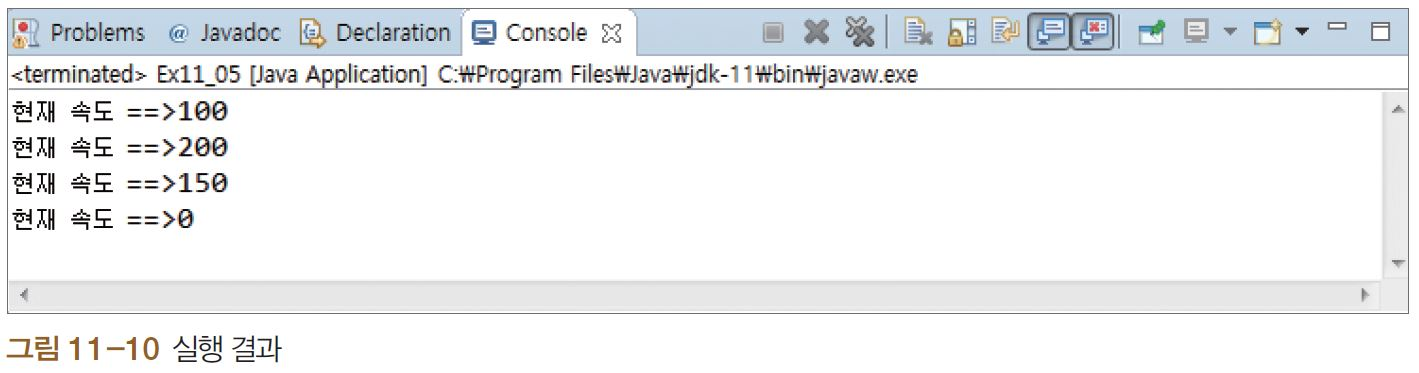 Problems @ Javadoc Declaration Console
<terminated> Ex11_05 [Java Application] C:₩Program Files₩Java₩jdk-11₩bin₩javaw.exe
현재 속도 ==>100
현재 속도 ==>200
현재 속도 ==>150
현재 속도 ==>0
그림 11-10 실행 결과